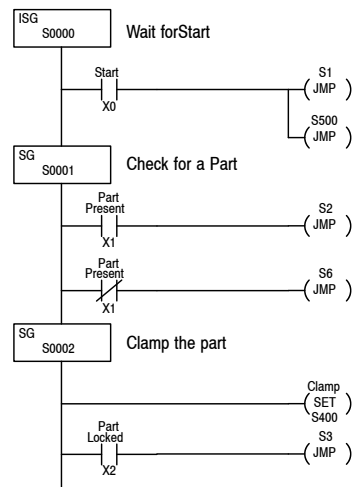 ISG
S0000
Wait forStart
Start
X0
S1
JMP
S500
JMP
SG
S0001
Check for a Part
Part
Present
X1
S2
JMP
Part
Present
X1
S6
JMP
SG
S0002
Clamp the part
Clamp
SET
S400
Part
Locked
X2
S3
JMP